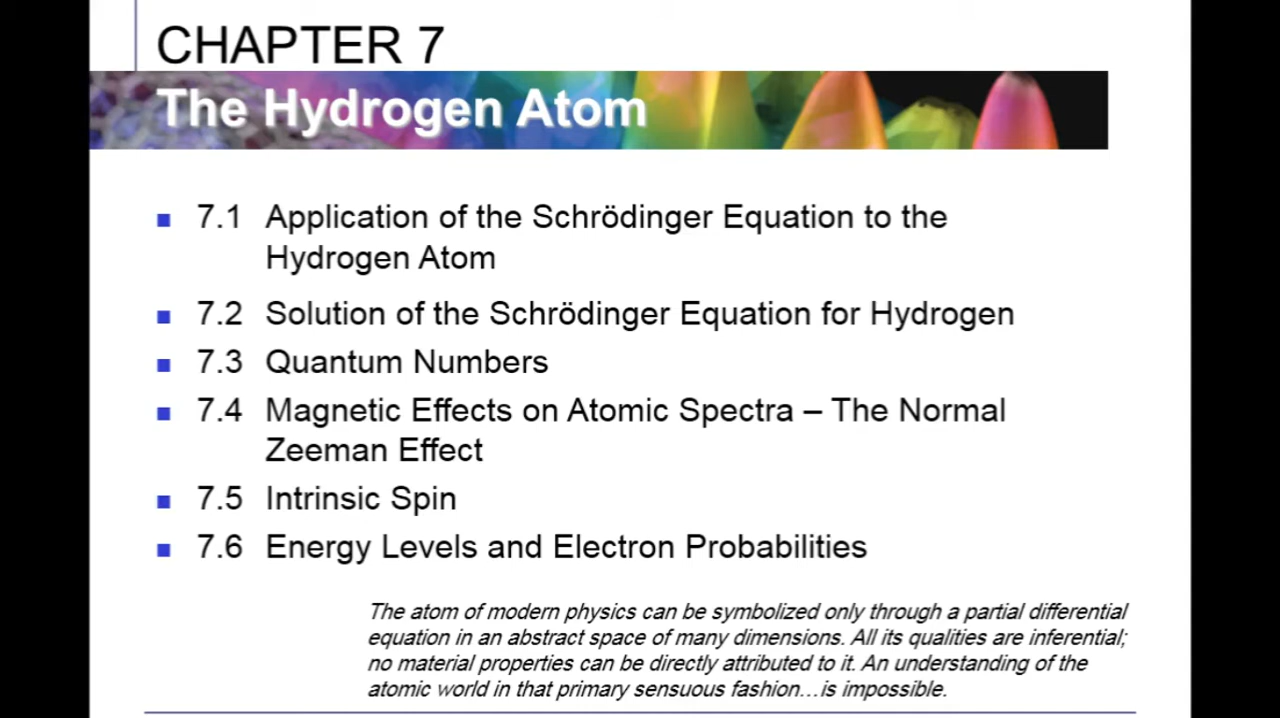 CHAPTER 7
The Hydrogen Atom
7.1 Application of the Schrödinger Equation to the
Hydrogen Atom
7.2 Solution of the Schrödinger Equation for Hydrogen
7.3 Quantum Numbers
7.4 Magnetic Effects on Atomic Spectra – The Normal
Zeeman Effect
7.5 Intrinsic Spin
7.6 Energy Levels and Electron Probabilities
The atom of modern physics can be symbolized only through a partial differential
equation in an abstract space of many dimensions. All its qualities are inferential;
no material properties can be directly attributed to it. An understanding of the
atomic world in that primary sensuous fashion…is impossible.